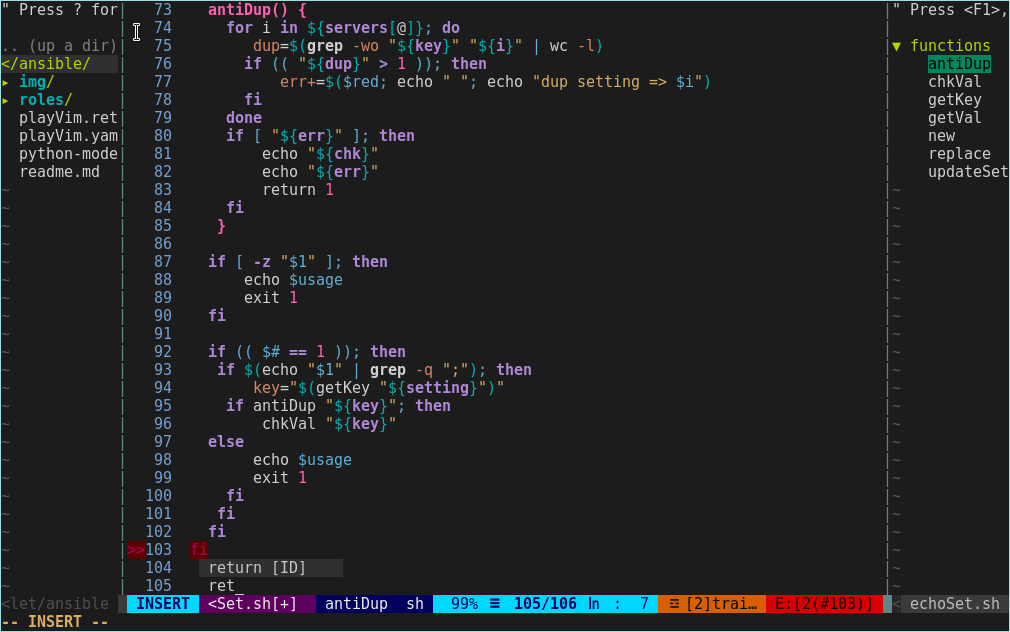 " Press ? for
.. (up a dir)
</ansible/
▸ img/
▸ roles/
playVim.ret
playVim.yam
python-mode
readme.md
73 antiDup() {
74 for i in ${servers[@]}; do
75 dup=$(grep -wo "${key}" "${i}" | wc -l)
76 if (( "${dup}" > 1 )); then
77 err+=$($red; echo " "; echo "dup setting => $i")
78 fi
79 done
80 if [ "${err}" ]; then
81 echo "${chk}"
82 echo "${err}"
83 return 1
84 fi
85 }
86
87 if [ -z "$1" ]; then
88 echo $usage
89 exit 1
90 fi
91
92 if (( $# == 1 )); then
93 if $(echo "$1" | grep -q ";"); then
94 key="$(getKey "${setting}")"
95 if antiDup "${key}"; then
96 chkVal "${key}"
97 else
98 echo $usage
99 exit 1
100 fi
101 fi
102 fi
>>103 fi
104 return [ID]
105 ret_
" Press <F1>,
▼ functions
antiDup
chkVal
getKey
getVal
new
replace
updateSet
<let/ansible INSERT <Set.sh[+] antiDup sh 99% ≡ 105/106 ln : 7 ☲ [2]trai… E:[2(#103)] < echoSet.sh
-- INSERT --